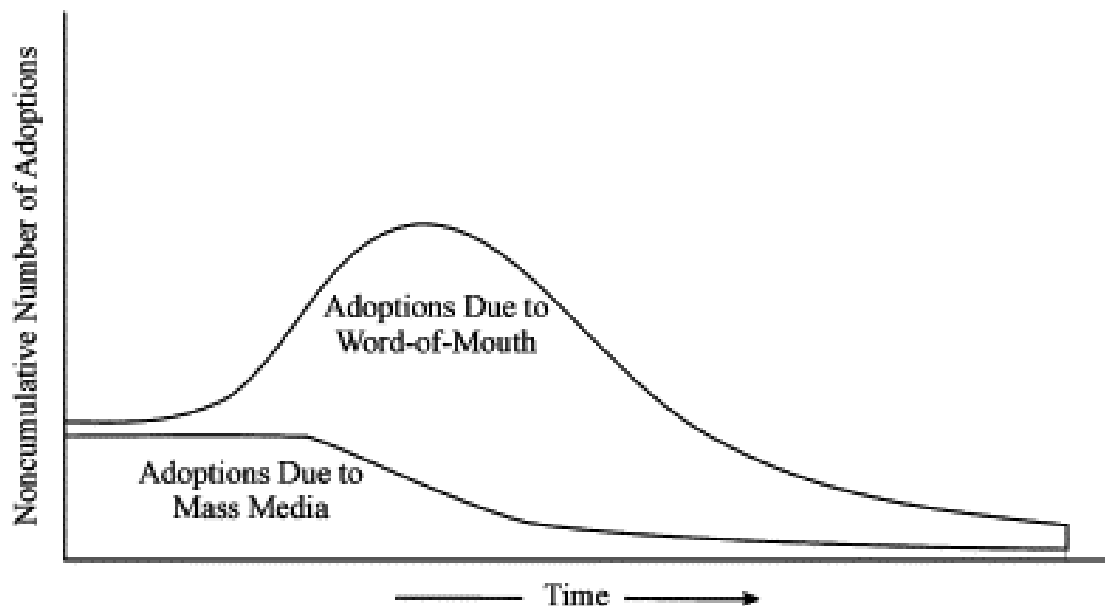 Noncumulative Number of Adoptions
Adoptions Due to
Word-of-Mouth
Adoptions Due to
Mass Media
Time